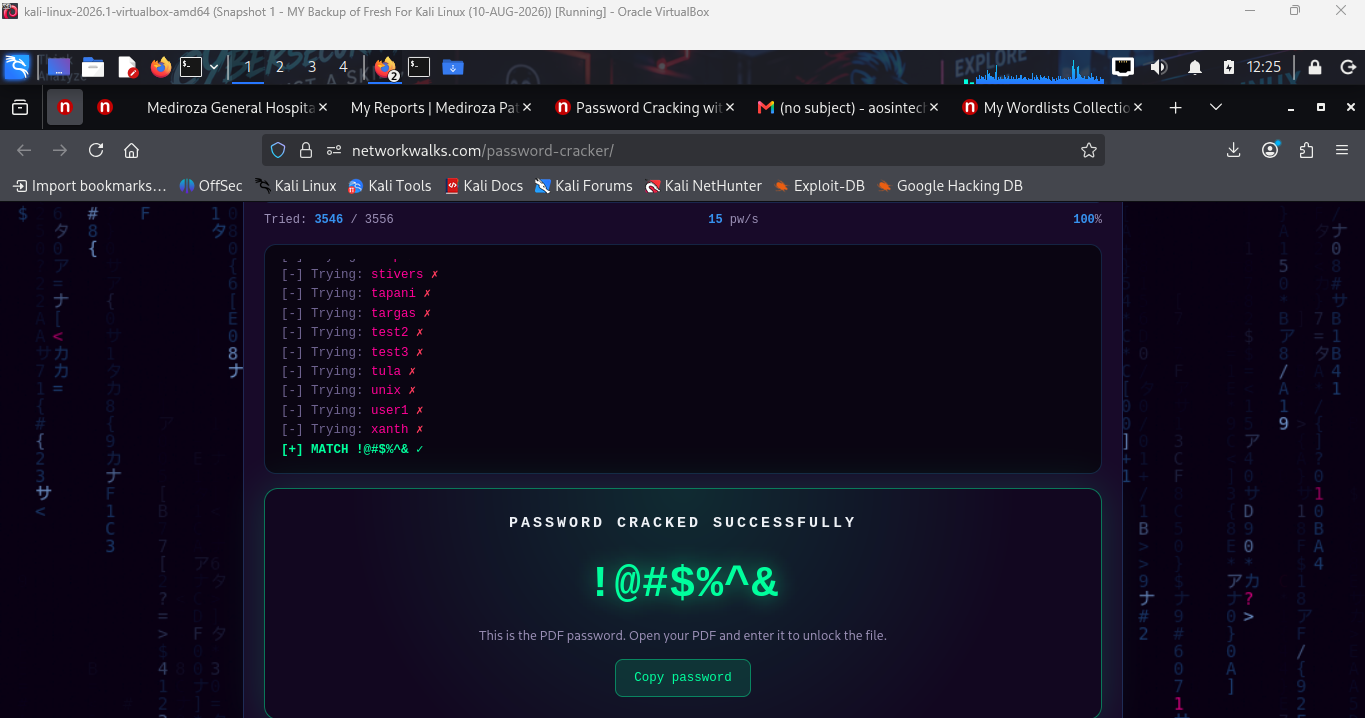 kali-linux-2026.1-virtualbox-amd64 (Snapshot 1 - MY Backup of Fresh For Kali Linux (10-AUG-2026)) [Running] - Oracle VirtualBox
1 2 3 4 2 12:25
Mediroza General Hospita My Reports | Mediroza Pat Password Cracking wit (no subject) - aosintech My Wordlists Collectio
networkwalks.com/password-cracker/
Import bookmarks... OffSec Kali Linux Kali Tools Kali Docs Kali Forums Kali NetHunter Exploit-DB Google Hacking DB
Tried: 3546 / 3556 15 pw/s 100%
[-] Trying: stivers ✗
[-] Trying: tapani ✗
[-] Trying: targas ✗
[-] Trying: test2 ✗
[-] Trying: test3 ✗
[-] Trying: tula ✗
[-] Trying: unix ✗
[-] Trying: user1 ✗
[-] Trying: xanth ✗
[+] MATCH !@#$%^& ✓
PASSWORD CRACKED SUCCESSFULLY
!@#$%^&
This is the PDF password. Open your PDF and enter it to unlock the file.
Copy password